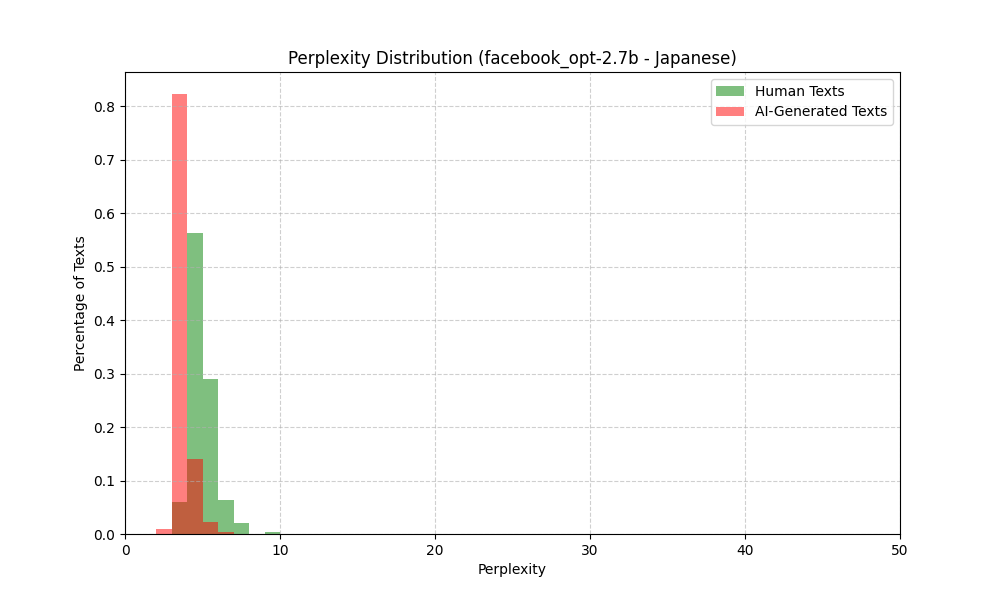 Perplexity Distribution (facebook_opt-2.7b - Japanese)
Human Texts
AI-Generated Texts
Percentage of Texts
0.8
0.7
0.6
0.5
0.4
0.3
0.2
0.1
0.0
0 10 20 30 40 50
Perplexity